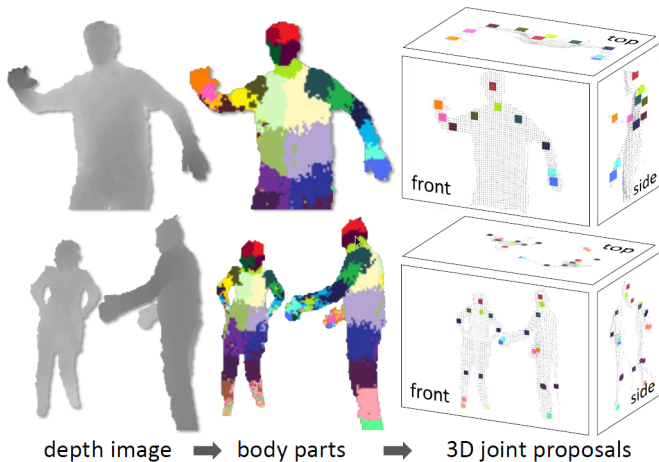 top
front
side
top
front
side
depth image
body parts
3D joint proposals